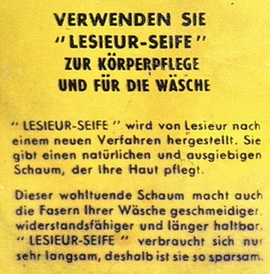 VERWENDEN SIE
"LESIEUR-SEIFE"
ZUR KÖRPERPFLEGE
UND FÜR DIE WÄSCHE
"LESIEUR-SEIFE" wird von Lesieur nach
einem neuen Verfahren hergestellt. Sie
gibt einen natürlichen und ausgiebigen
Schaum, der Ihre Haut pflegt.
Dieser wohltuende Schaum macht auch
die Fasern Ihrer Wäsche geschmeidiger,
widerstandsfähiger und länger haltbar.
"LESIEUR-SEIFE" verbraucht sich nur
sehr langsam, deshalb ist sie so sparsam.